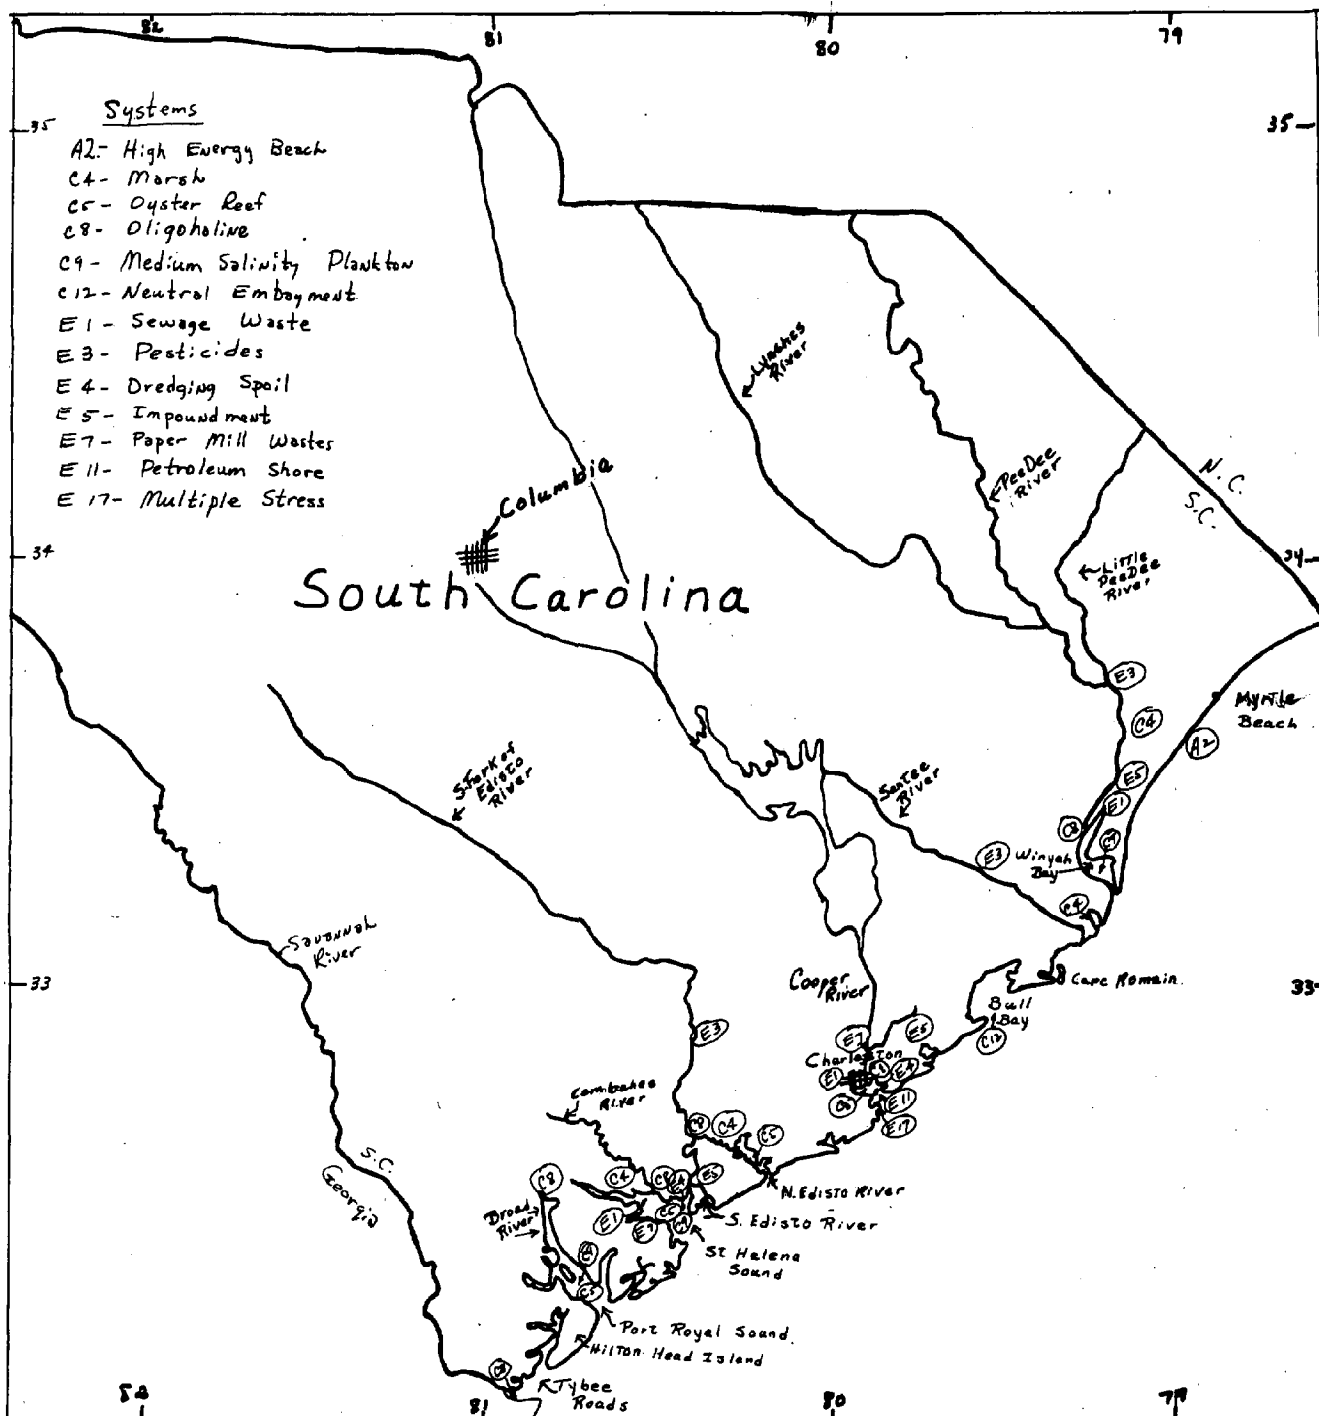 82
81
80
79
35
35
Systems
A2.- High Energy Beach
C4- Marsh
C5- Oyster Reef
C8- Oligohaline
C9- Medium Salinity Plankton
C12- Neutral Embayment
E1- Sewage Waste
E3- Pesticides
E4- Dredging Spoil
E5- Impoundment
E7- Paper Mill Wastes
E11- Petroleum Shore
E17- Multiple Stress
Lynches
River
PeeDee
River
N.C.
S.C.
Columbia
34
34
Little
PeeDee
River
South Carolina
E3
Myrtle
Beach
C4
A2
S. Fork of
Edisto
River
Santee
River
E5
E1
C8
C9
E3
Winyah
Bay
C4
Savannah
River
33
33
Cooper
River
Cape Romain.
Bull
Bay
C12
E3
E7
E5
Charleston
E1
E4
E11
E17
Combahee
River
C8
C4
C5
S.C.
Georgia
C8
C4
C8
E5
N. Edisto River
Broad
River
E1
E7
S. Edisto River
St Helena
Sound
C5
Port Royal Sound.
Hilton Head Island
Tybee
Roads
82
81
80
79